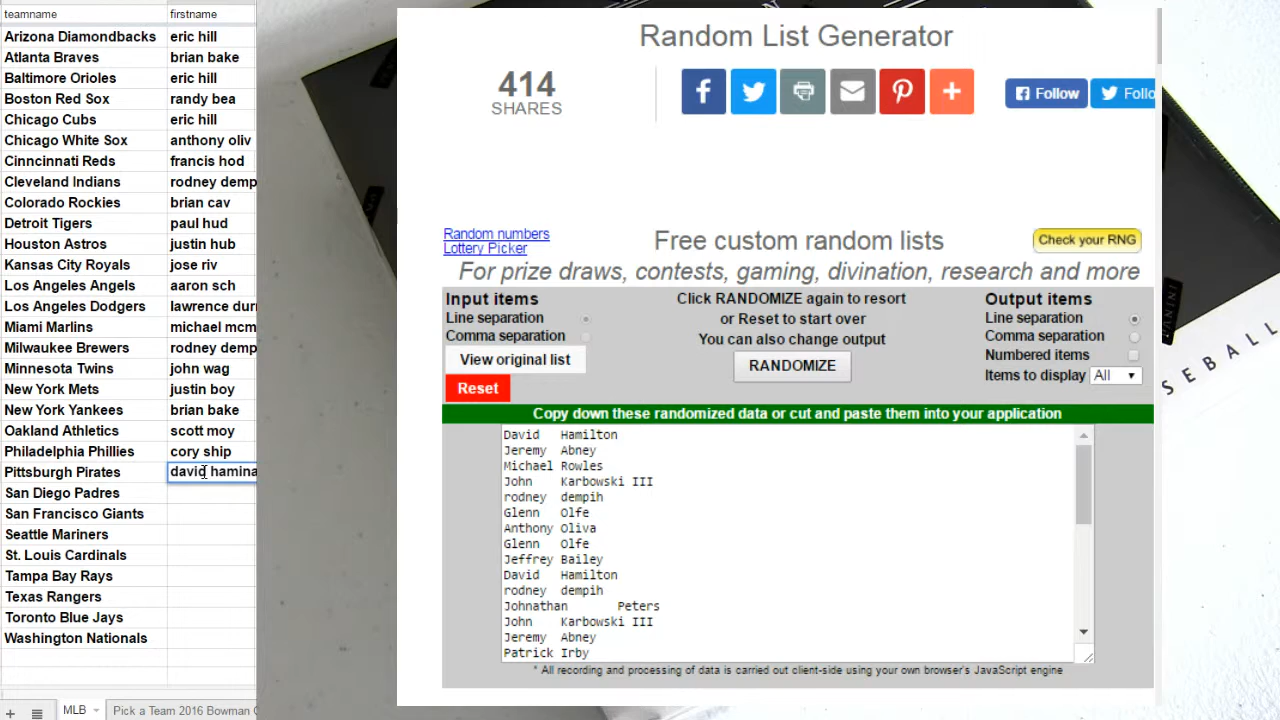 teamname firstname
Arizona Diamondbacks eric hill
Atlanta Braves brian bake
Baltimore Orioles eric hill
Boston Red Sox randy bea
Chicago Cubs eric hill
Chicago White Sox anthony oliv
Cinncinnati Reds francis hod
Cleveland Indians rodney demp
Colorado Rockies brian cav
Detroit Tigers paul hud
Houston Astros justin hub
Kansas City Royals jose riv
Los Angeles Angels aaron sch
Los Angeles Dodgers lawrence durr
Miami Marlins michael mcm
Milwaukee Brewers rodney demp
Minnesota Twins john wag
New York Mets justin boy
New York Yankees brian bake
Oakland Athletics scott moy
Philadelphia Phillies cory ship
Pittsburgh Pirates david hamina
San Diego Padres
San Francisco Giants
Seattle Mariners
St. Louis Cardinals
Tampa Bay Rays
Texas Rangers
Toronto Blue Jays
Washington Nationals
MLB Pick a Team 2016 Bowman
Random List Generator
414
SHARES
Follow
Follo
Random numbers
Lottery Picker
Free custom random lists
Check your RNG
For prize draws, contests, gaming, divination, research and more
Input items
Line separation
Comma separation
View original list
Reset
Click RANDOMIZE again to resort
or Reset to start over
You can also change output
RANDOMIZE
Output items
Line separation
Comma separation
Numbered items
Items to display All
Copy down these randomized data or cut and paste them into your application
David Hamilton
Jeremy Abney
Michael Rowles
John Karbowski III
rodney dempih
Glenn Olfe
Anthony Oliva
Glenn Olfe
Jeffrey Bailey
David Hamilton
rodney dempih
Johnathan Peters
John Karbowski III
Jeremy Abney
Patrick Irby
* All recording and processing of data is carried out client-side using your own browser's JavaScript engine
PANINI
SEBALL